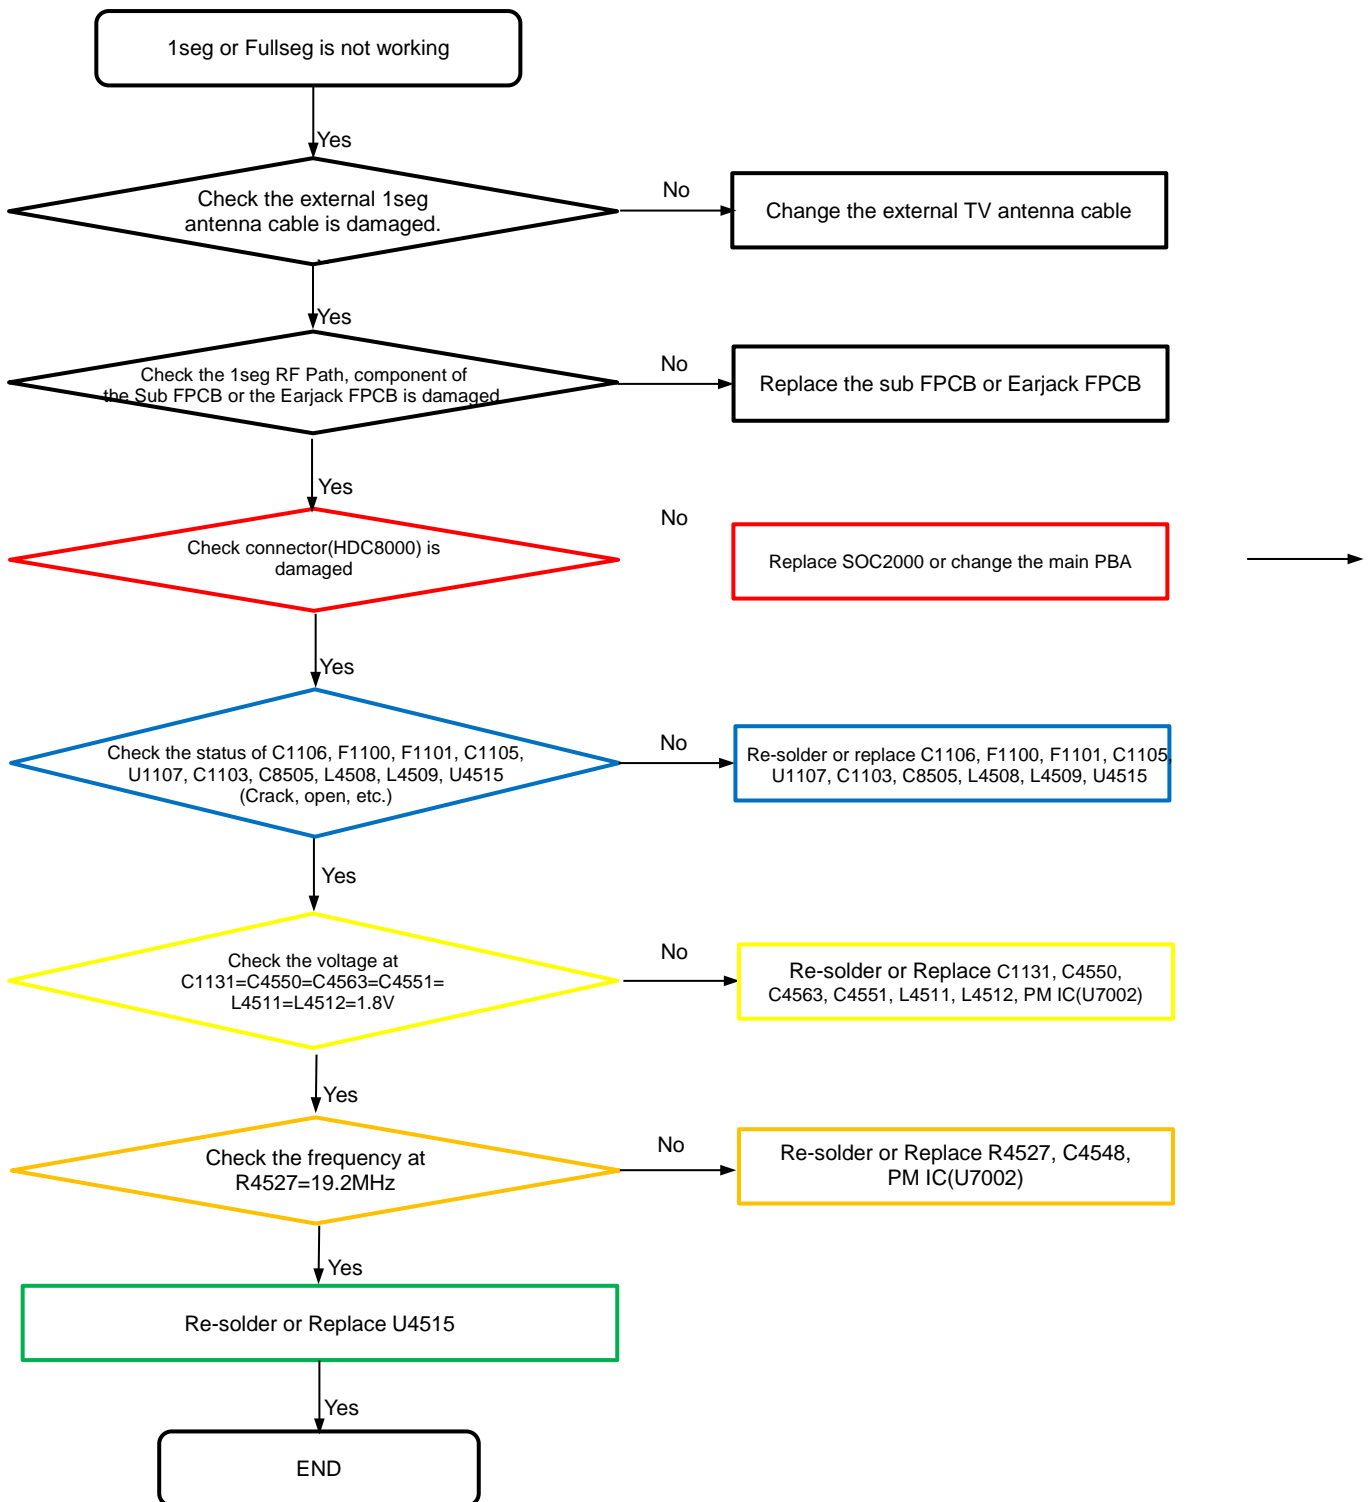 1seg or Fullseg is not working
Yes
Check the external 1seg
antenna cable is damaged.
No
Change the external TV antenna cable
Yes
Check the 1seg RF Path, component of
the Sub FPCB or the Earjack FPCB is damaged
No
Replace the sub FPCB or Earjack FPCB
Yes
Check connector(HDC8000) is
damaged
No
Replace SOC2000 or change the main PBA
Yes
Check the status of C1106, F1100, F1101, C1105,
U1107, C1103, C8505, L4508, L4509, U4515
(Crack, open, etc.)
No
Re-solder or replace C1106, F1100, F1101, C1105,
U1107, C1103, C8505, L4508, L4509, U4515
Yes
Check the voltage at
C1131=C4550=C4563=C4551=
L4511=L4512=1.8V
No
Re-solder or Replace C1131, C4550,
C4563, C4551, L4511, L4512, PM IC(U7002)
Yes
Check the frequency at
R4527=19.2MHz
No
Re-solder or Replace R4527, C4548,
PM IC(U7002)
Yes
Re-solder or Replace U4515
Yes
END